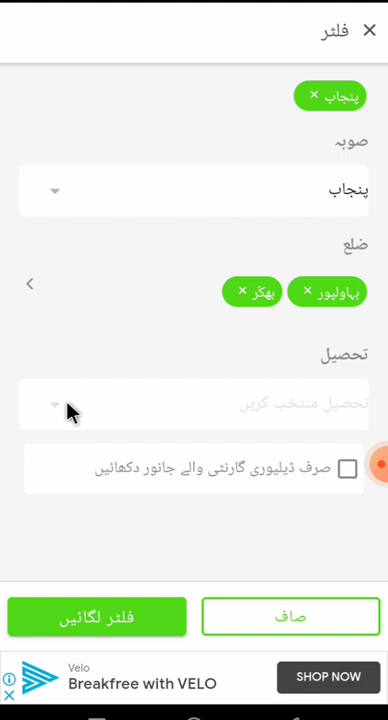 فلٹر
پنجاب
صوبہ
پنجاب
ضلع
بہاولپور بھکّر
تحصیل
تحصیل منتخب کریں
صرف ڈیلیوری گارنٹی والے جانور دکھائیں
صاف فلٹر لگائیں
Velo
Breakfree with VELO
SHOP NOW